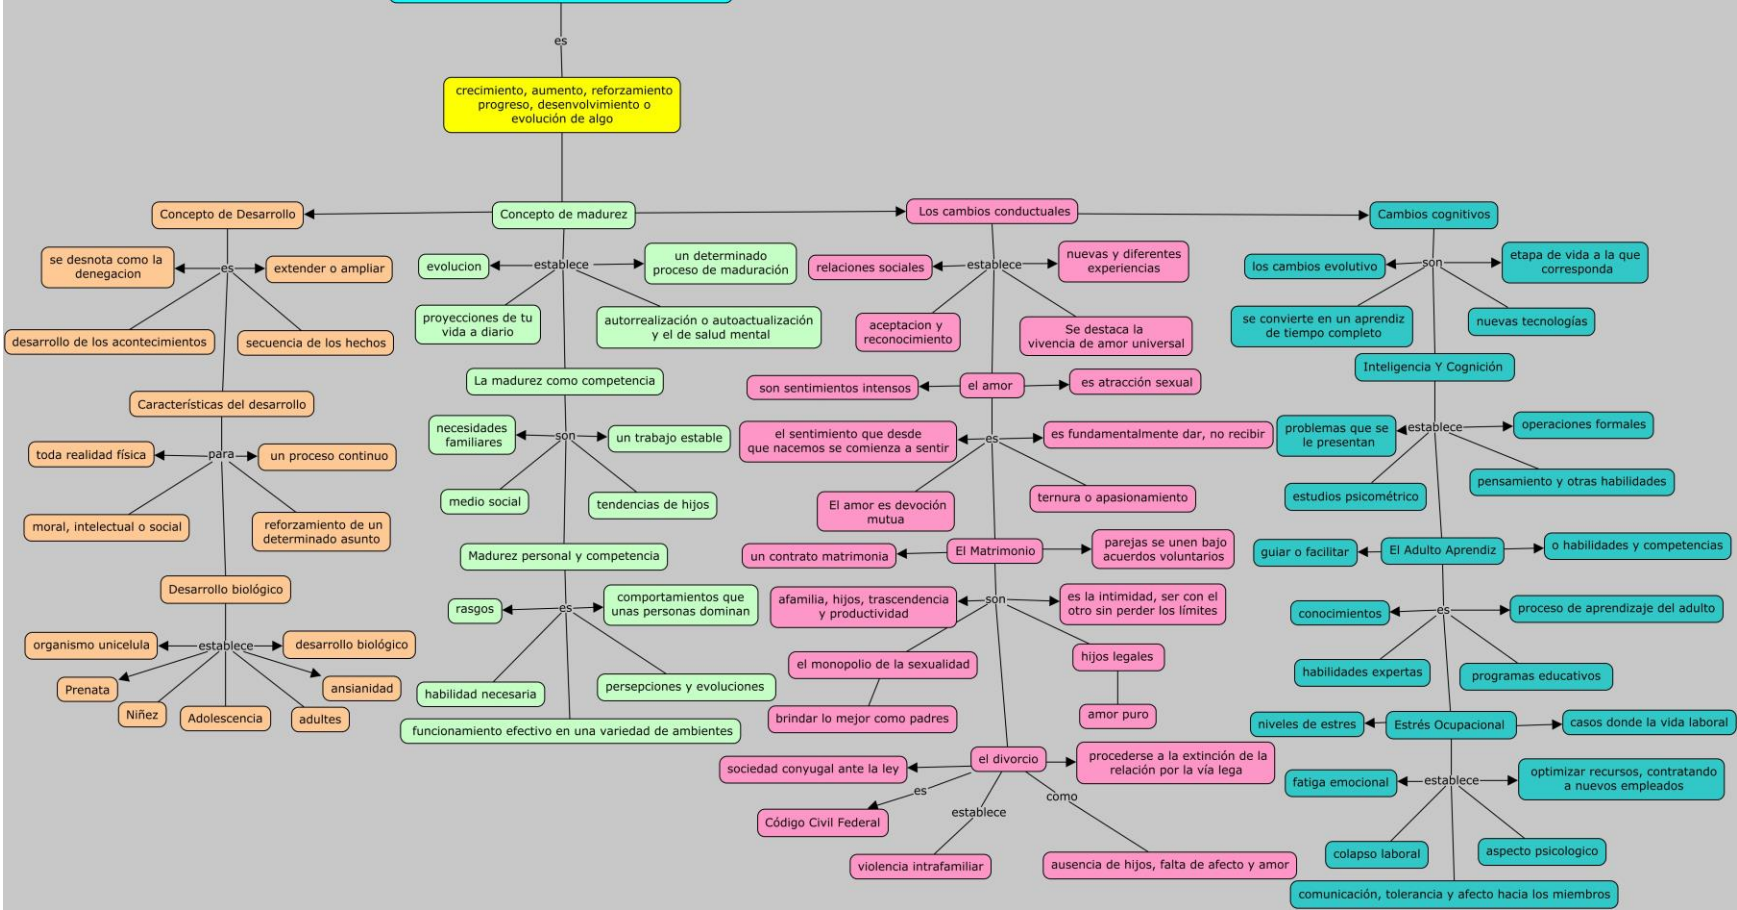 es
crecimiento, aumento, reforzamiento
progreso, desenvolvimiento o
evolución de algo
Concepto de Desarrollo
se desnota como la
denegacion
es
extender o ampliar
desarrollo de los acontecimientos
secuencia de los hechos
Características del desarrollo
toda realidad física
para
un proceso continuo
moral, intelectual o social
reforzamiento de un
determinado asunto
Desarrollo biológico
organismo unicelula
establece
desarrollo biológico
Prenata
Niñez
Adolescencia
adultes
ansianidad
Concepto de madurez
evolucion
establece
un determinado
proceso de maduración
proyecciones de tu
vida a diario
autorrealización o autoactualización
y el de salud mental
La madurez como competencia
necesidades
familiares
son
un trabajo estable
medio social
tendencias de hijos
Madurez personal y competencia
rasgos
es
comportamientos que
unas personas dominan
habilidad necesaria
persepciones y evoluciones
funcionamiento efectivo en una variedad de ambientes
Los cambios conductuales
relaciones sociales
establece
nuevas y diferentes
experiencias
aceptacion y
reconocimiento
Se destaca la
vivencia de amor universal
son sentimientos intensos
el amor
es atracción sexual
el sentimiento que desde
que nacemos se comienza a sentir
es
es fundamentalmente dar, no recibir
El amor es devoción
mutua
ternura o apasionamiento
un contrato matrimonia
El Matrimonio
parejas se unen bajo
acuerdos voluntarios
afamilia, hijos, trascendencia
y productividad
son
es la intimidad, ser con el
otro sin perder los límites
el monopolio de la sexualidad
hijos legales
brindar lo mejor como padres
amor puro
sociedad conyugal ante la ley
el divorcio
procederse a la extinción de la
relación por la vía lega
es
establece
como
Código Civil Federal
violencia intrafamiliar
ausencia de hijos, falta de afecto y amor
Cambios cognitivos
los cambios evolutivo
son
etapa de vida a la que
corresponda
se convierte en un aprendiz
de tiempo completo
nuevas tecnologías
Inteligencia Y Cognición
problemas que se
le presentan
establece
operaciones formales
estudios psicométrico
pensamiento y otras habilidades
guiar o facilitar
El Adulto Aprendiz
o habilidades y competencias
conocimientos
es
proceso de aprendizaje del adulto
habilidades expertas
programas educativos
niveles de estres
Estrés Ocupacional
casos donde la vida laboral
fatiga emocional
establece
optimizar recursos, contratando
a nuevos empleados
colapso laboral
aspecto psicologico
comunicación, tolerancia y afecto hacia los miembros